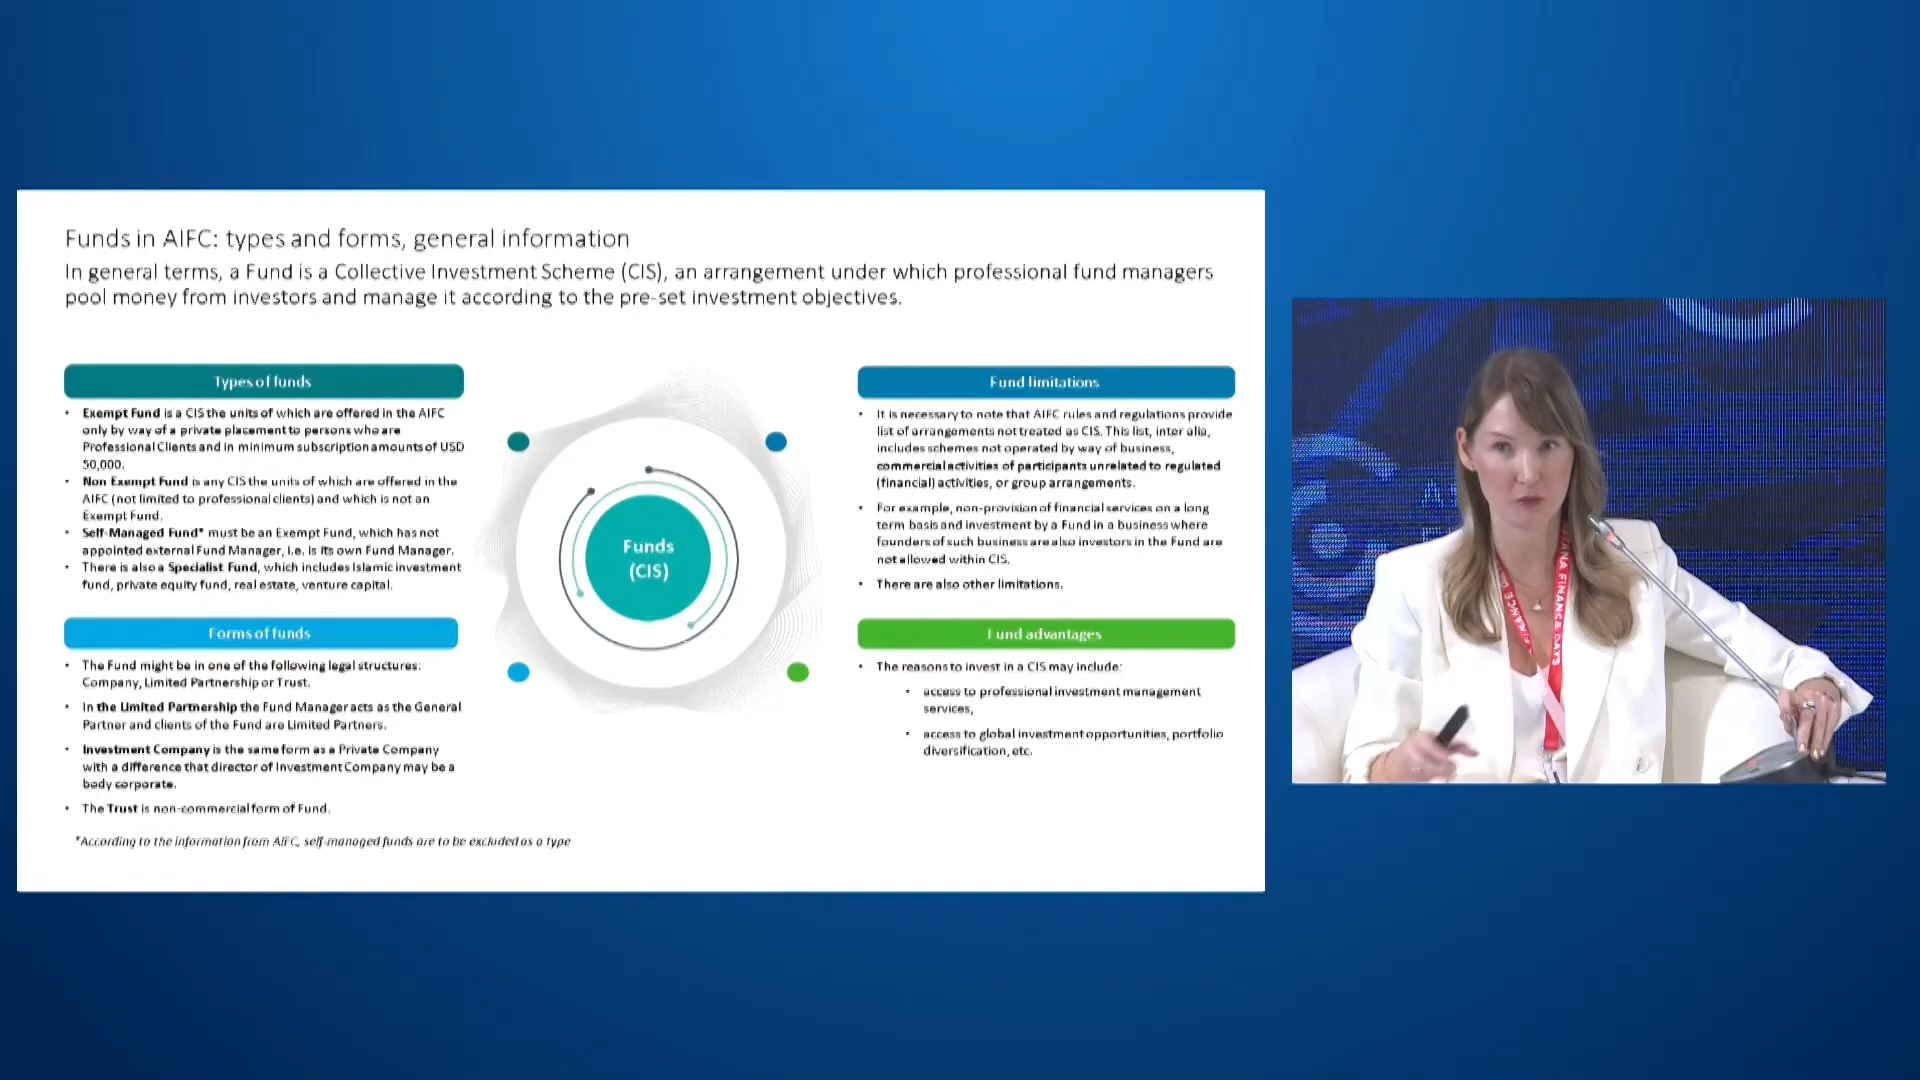 Funds in AIFC: types and forms, general information
In general terms, a Fund is a Collective Investment Scheme (CIS), an arrangement under which professional fund managers
pool money from investors and manage it according to the pre-set investment objectives.
Types of funds
• Exempt Fund is a CIS the units of which are offered in the AIFC
only by way of a private placement to persons who are
Professional Clients and in minimum subscription amounts of USD
50,000.
• Non Exempt Fund is any CIS the units of which are offered in the
AIFC (not limited to professional clients) and which is not an
Exempt Fund.
• Self-Managed Fund* must be an Exempt Fund, which has not
appointed external Fund Manager, i.e. is its own Fund Manager.
• There is also a Specialist Fund, which includes Islamic investment
fund, private equity fund, real estate, venture capital.
Forms of funds
• The Fund might be in one of the following legal structures:
Company, Limited Partnership or Trust.
• In the Limited Partnership the Fund Manager acts as the General
Partner and clients of the Fund are Limited Partners.
• Investment Company is the same form as a Private Company
with a difference that director of Investment Company may be a
body corporate.
• The Trust is non-commercial form of Fund.
*According to the information from AIFC, self-managed funds are to be excluded as a type
Funds
(CIS)
Fund limitations
• It is necessary to note that AIFC rules and regulations provide
list of arrangements not treated as CIS. This list, inter alia,
includes schemes not operated by way of business,
commercial activities of participants unrelated to regulated
(financial) activities, or group arrangements.
• For example, non-provision of financial services on a long
term basis and investment by a Fund in a business where
founders of such business are also investors in the Fund are
not allowed within CIS.
• There are also other limitations.
Fund advantages
• The reasons to invest in a CIS may include:
• access to professional investment management
services,
• access to global investment opportunities, portfolio
diversification, etc.
FINANCE DAYS